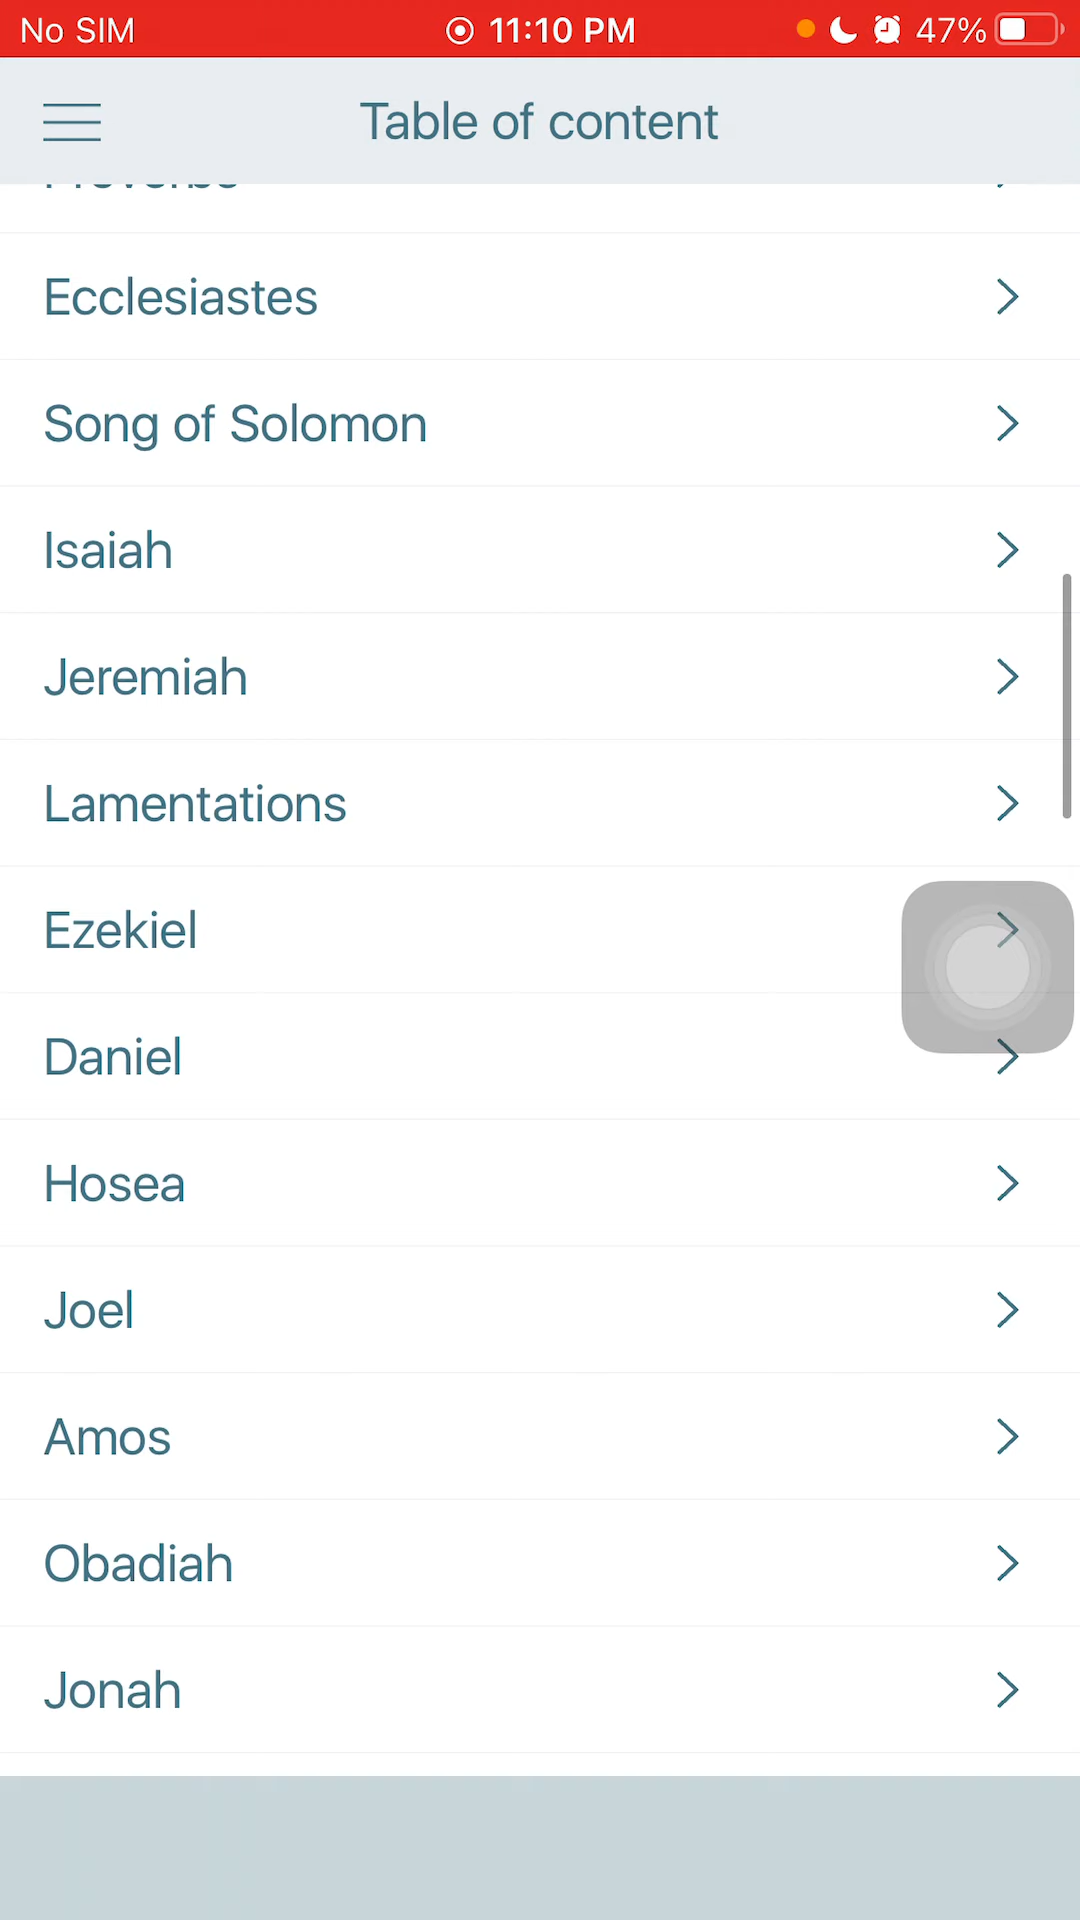 No SIM 11:10 PM 47%
Table of content
Proverbs
Ecclesiastes
Song of Solomon
Isaiah
Jeremiah
Lamentations
Ezekiel
Daniel
Hosea
Joel
Amos
Obadiah
Jonah